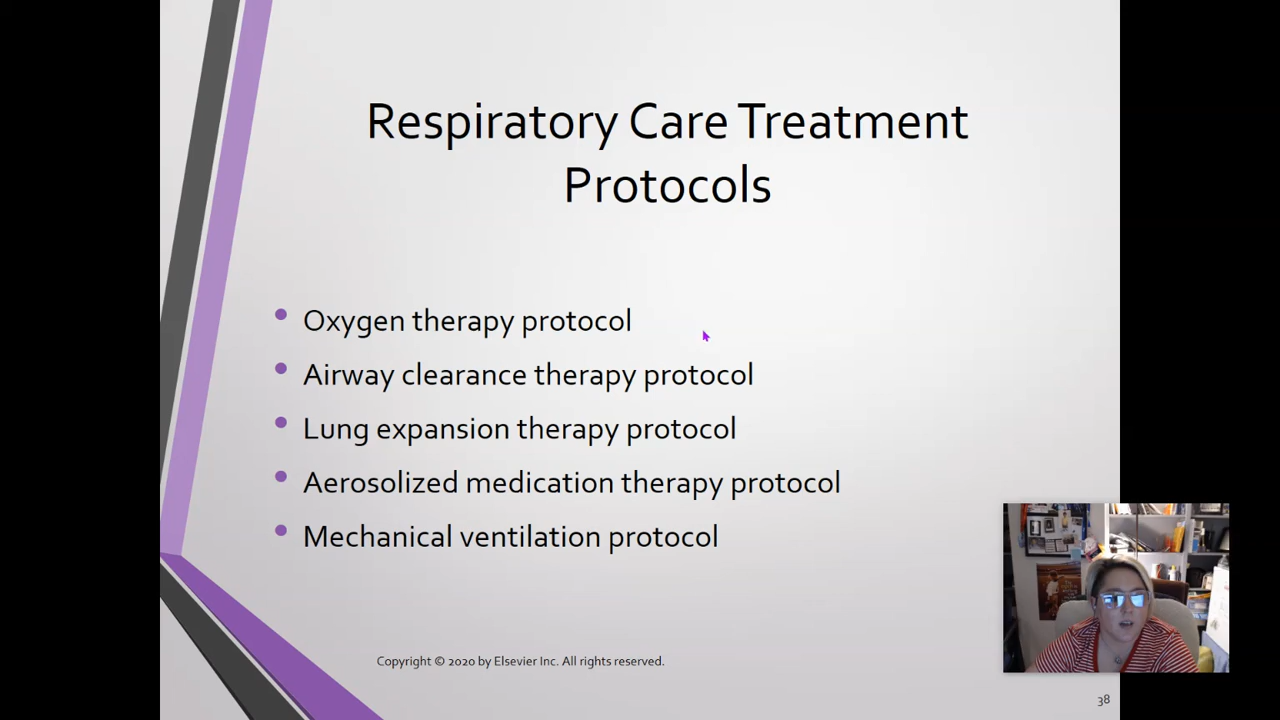 Respiratory Care Treatment
Protocols
• Oxygen therapy protocol
• Airway clearance therapy protocol
• Lung expansion therapy protocol
• Aerosolized medication therapy protocol
• Mechanical ventilation protocol
Copyright © 2020 by Elsevier Inc. All rights reserved.
38